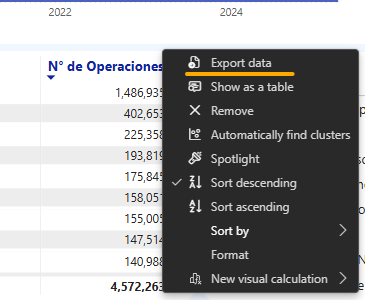 2022 2024
N° de Operaciones
Export data
1,486,935
Show as a table
402,653
Remove
225,358
Automatically find clusters
193,819
Spotlight
175,845
Sort descending
158,051
Sort ascending
155,005
Sort by
147,514
Format
140,988
New visual calculation
4,572,263